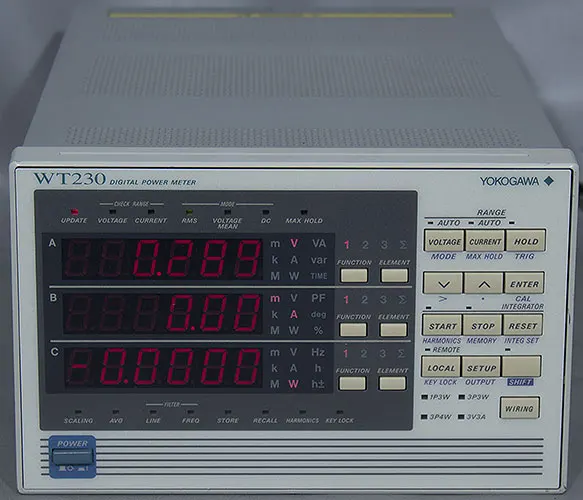 WT230 DIGITAL POWER METER
YOKOGAWA
CHECK RANGE MODE
UPDATE VOLTAGE CURRENT RMS VOLTAGE MEAN DC MAX HOLD
A 0.289 m V VA 1 2 3 Σ
k A var FUNCTION ELEMENT
M W TIME
B 0.00 m V PF 1 2 3 Σ
k A deg FUNCTION ELEMENT
M W %
C -0.0000 m V Hz 1 2 3 Σ
k A h FUNCTION ELEMENT
M W h±
FILTER
SCALING AVG LINE FREQ STORE RECALL HARMONICS KEY LOCK
POWER
RANGE
AUTO AUTO
VOLTAGE CURRENT HOLD
MODE MAX HOLD TRIG
ENTER
> . CAL
INTEGRATOR
START STOP RESET
HARMONICS MEMORY INTEG SET
REMOTE
LOCAL SETUP
KEY LOCK OUTPUT SHIFT
1P3W 3P3W
3P4W 3V3A
WIRING